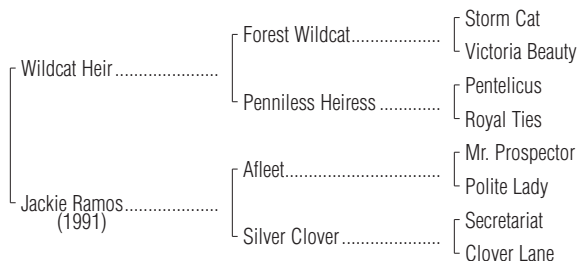 Storm Cat
Forest Wildcat....................
Victoria Beauty
Wildcat Heir......................
Pentelicus
Penniless Heiress .............
Royal Ties
Mr. Prospector
Afleet.................................
Polite Lady
Jackie Ramos....................
(1991)
Secretariat
Silver Clover.....................
Clover Lane